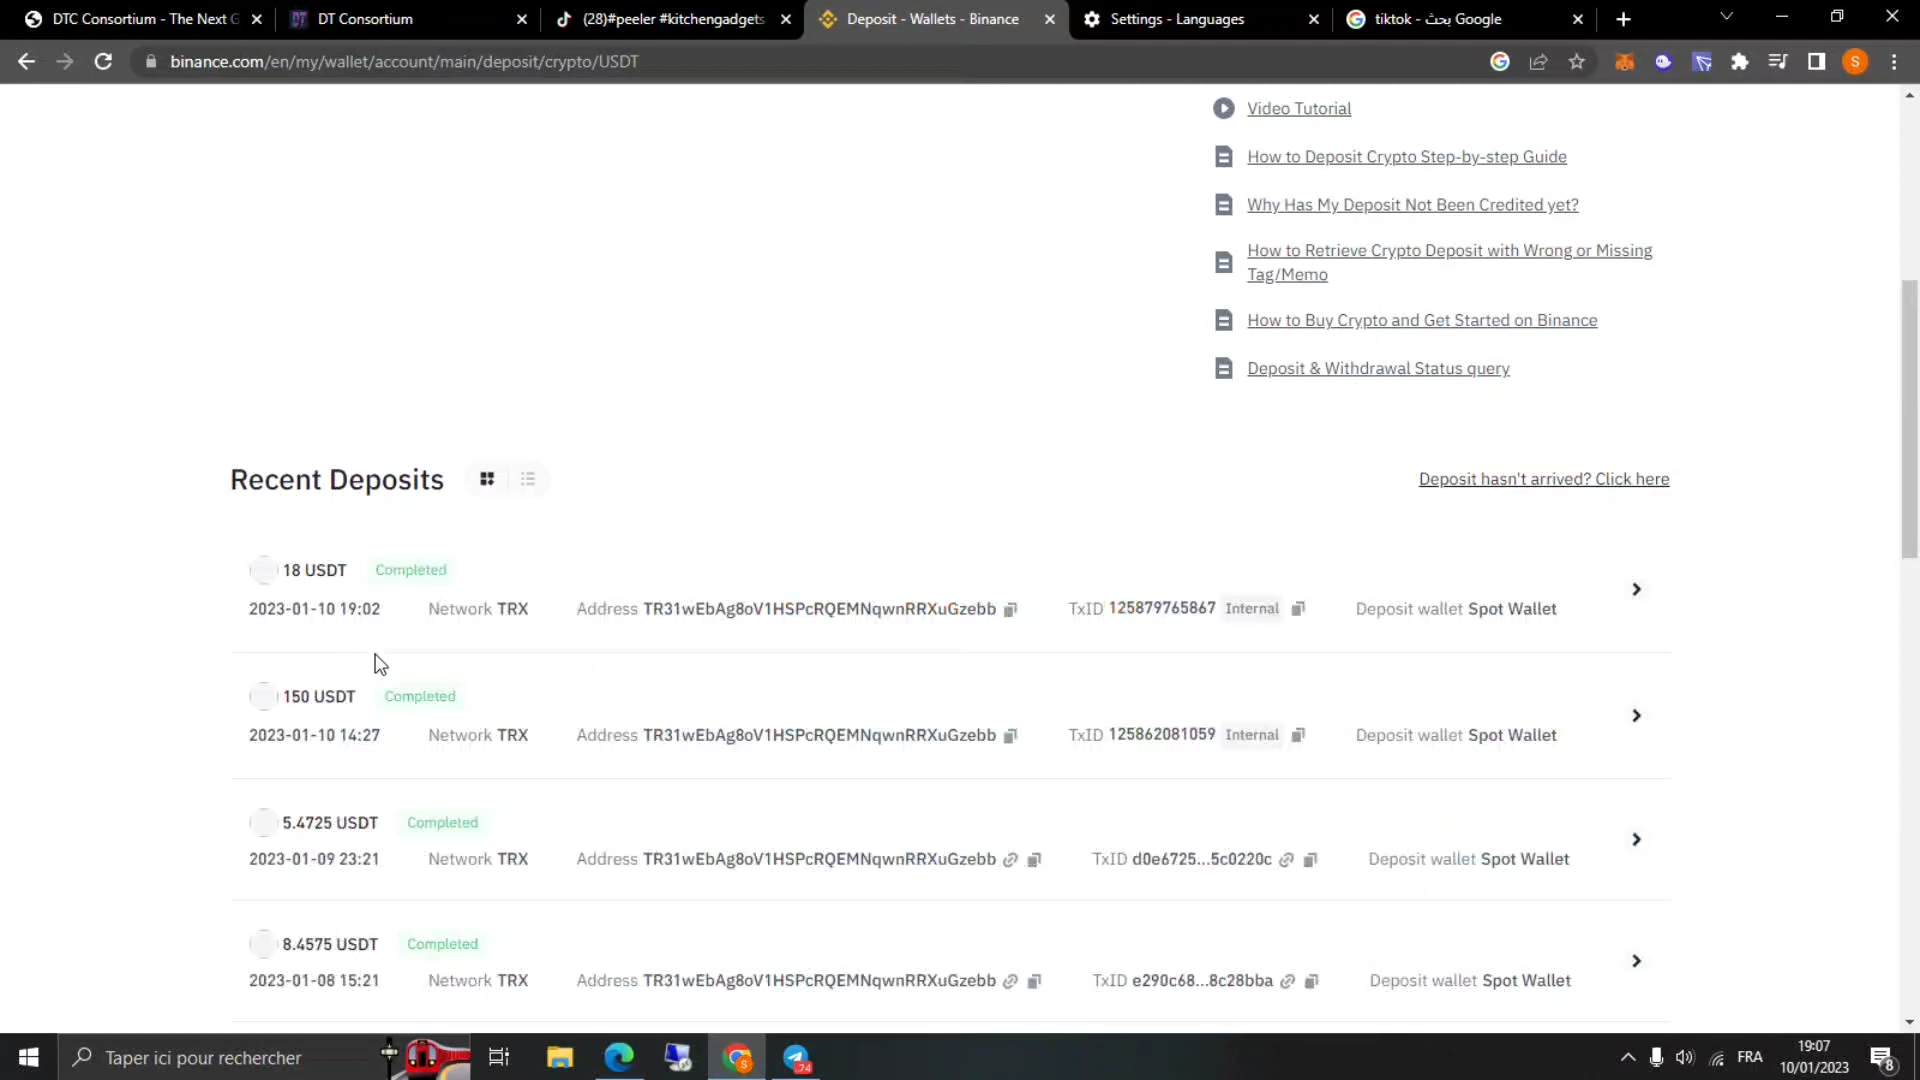 DTC Consortium - The Next G
DT Consortium
(28)#peeler #kitchengadgets
Deposit - Wallets - Binance
Settings - Languages
tiktok - بحث Google
binance.com/en/my/wallet/account/main/deposit/crypto/USDT
S
Video Tutorial
How to Deposit Crypto Step-by-step Guide
Why Has My Deposit Not Been Credited yet?
How to Retrieve Crypto Deposit with Wrong or Missing
Tag/Memo
How to Buy Crypto and Get Started on Binance
Deposit & Withdrawal Status query
Recent Deposits
Deposit hasn't arrived? Click here
18 USDT Completed
2023-01-10 19:02 Network TRX Address TR31wEbAg8oV1HSPcRQEMNqwnRRXuGzebb TxID 125879765867 Internal Deposit wallet Spot Wallet
150 USDT Completed
2023-01-10 14:27 Network TRX Address TR31wEbAg8oV1HSPcRQEMNqwnRRXuGzebb TxID 125862081059 Internal Deposit wallet Spot Wallet
5.4725 USDT Completed
2023-01-09 23:21 Network TRX Address TR31wEbAg8oV1HSPcRQEMNqwnRRXuGzebb TxID d0e6725...5c0220c Deposit wallet Spot Wallet
8.4575 USDT Completed
2023-01-08 15:21 Network TRX Address TR31wEbAg8oV1HSPcRQEMNqwnRRXuGzebb TxID e290c68...8c28bba Deposit wallet Spot Wallet
Taper ici pour rechercher
74
FRA
19:07
10/01/2023
8